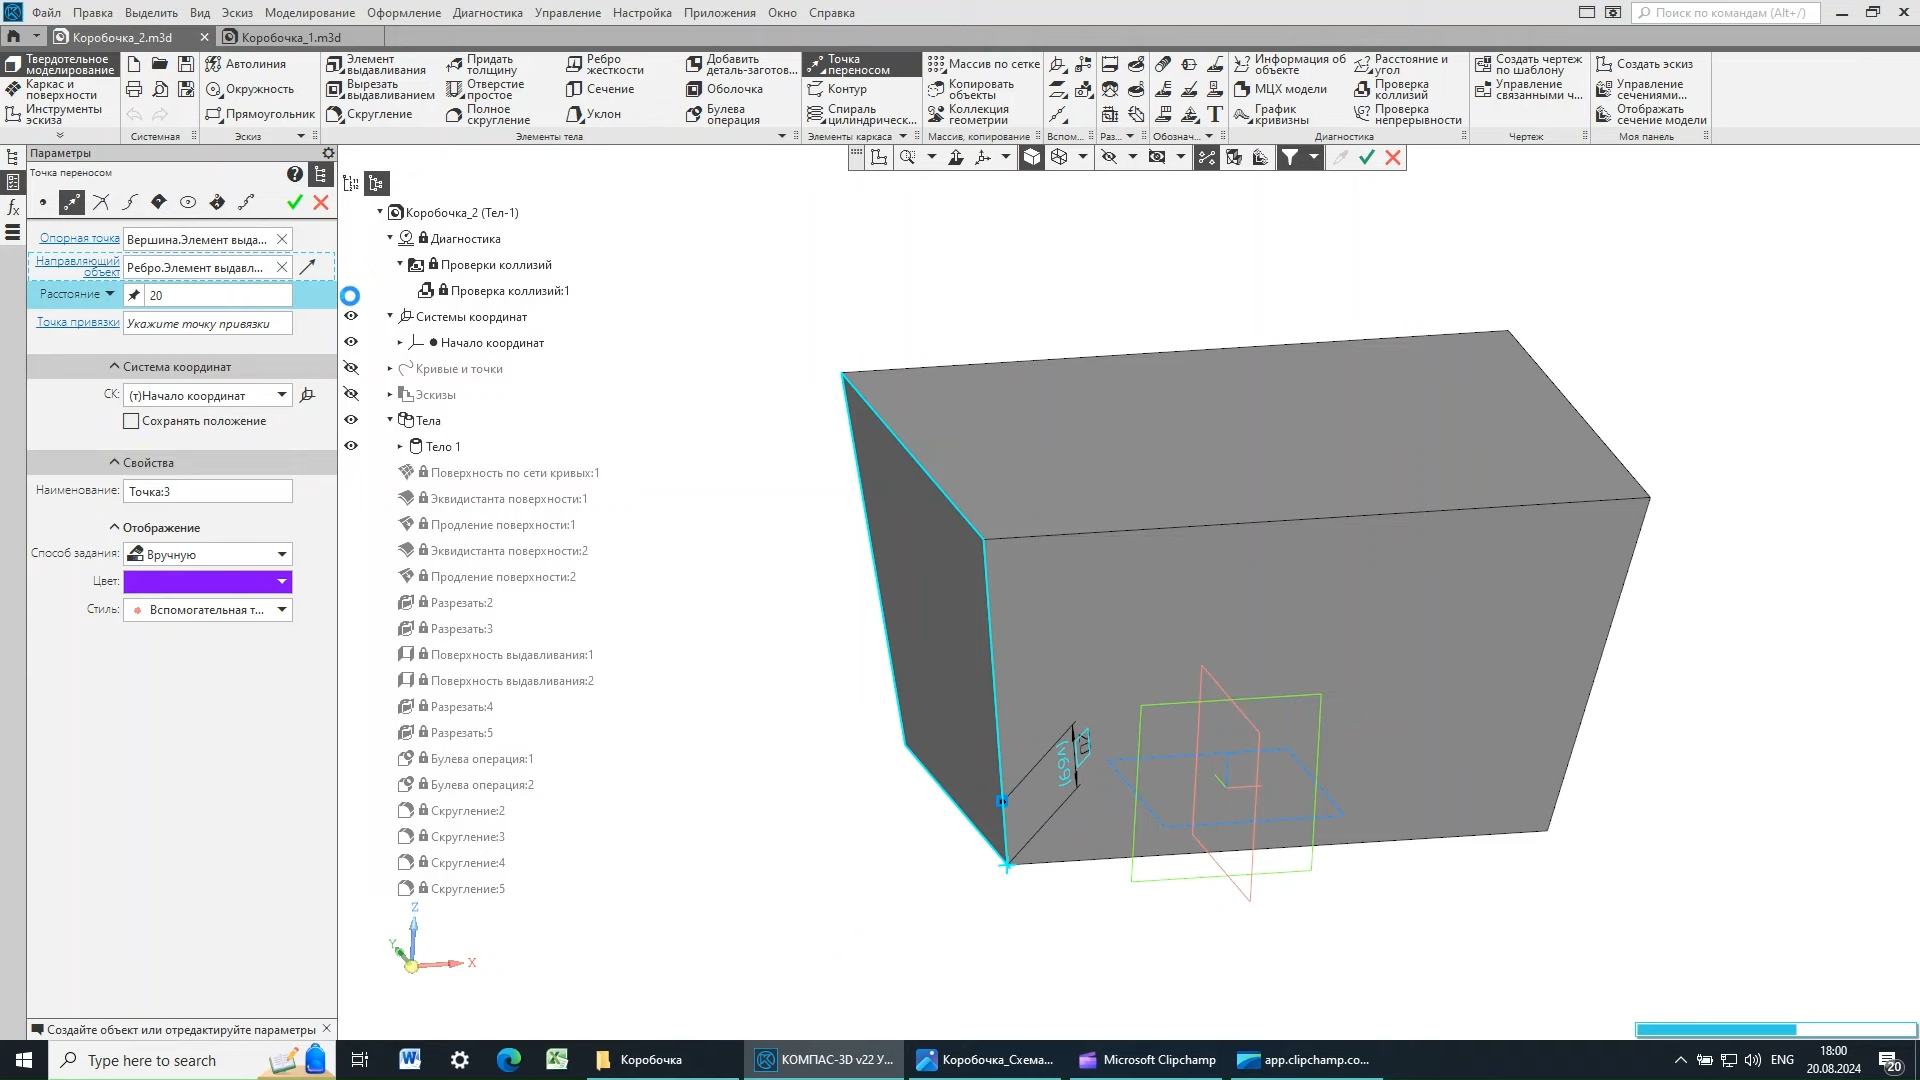 Файл Правка Выделить Вид Эскиз Моделирование Оформление Диагностика Управление Настройка Приложения Окно Справка
Поиск по командам (Alt+/)
Коробочка_2.m3d
Коробочка_1.m3d
Твердотельное моделирование
Каркас и поверхности
Инструменты эскиза
Системная
Автолиния
Окружность
Прямоугольник
Эскиз
Элемент выдавливания
Вырезать выдавливанием
Скругление
Придать толщину
Отверстие простое
Полное скругление
Ребро жесткости
Сечение
Уклон
Добавить деталь-заготов...
Оболочка
Булева операция
Элементы тела
Точка переносом
Контур
Спираль цилиндрическ...
Элементы каркаса
Массив по сетке
Копировать объекты
Коллекция геометрии
Массив, копирование
Вспом...
Раз...
Обознач...
Информация об объекте
МЦХ модели
График кривизны
Расстояние и угол
Проверка коллизий
Проверка непрерывности
Диагностика
Создать чертеж по шаблону
Управление связанными ч...
Чертеж
Создать эскиз
Управление сечениями...
Отображать сечение модели
Моя панель
Параметры
Точка переносом
Опорная точка
Вершина.Элемент выда...
Направляющий объект
Ребро.Элемент выдавл...
Расстояние
20
Точка привязки
Укажите точку привязки
Система координат
СК:
(т)Начало координат
Сохранять положение
Свойства
Наименование:
Точка:3
Отображение
Способ задания:
Вручную
Цвет:
Стиль:
Вспомогательная т...
Создайте объект или отредактируйте параметры
Коробочка_2 (Тел-1)
Диагностика
Проверки коллизий
Проверка коллизий:1
Системы координат
Начало координат
Кривые и точки
Эскизы
Тела
Тело 1
Поверхность по сети кривых:1
Эквидистанта поверхности:1
Продление поверхности:1
Эквидистанта поверхности:2
Продление поверхности:2
Разрезать:2
Разрезать:3
Поверхность выдавливания:1
Поверхность выдавливания:2
Разрезать:4
Разрезать:5
Булева операция:1
Булева операция:2
Скругление:2
Скругление:3
Скругление:4
Скругление:5
Z
Y
X
(v69)
Type here to search
Коробочка
КОМПАС-3D v22 У...
Коробочка_Схема...
Microsoft Clipchamp
app.clipchamp.co...
ENG
18:00
20.08.2024
20